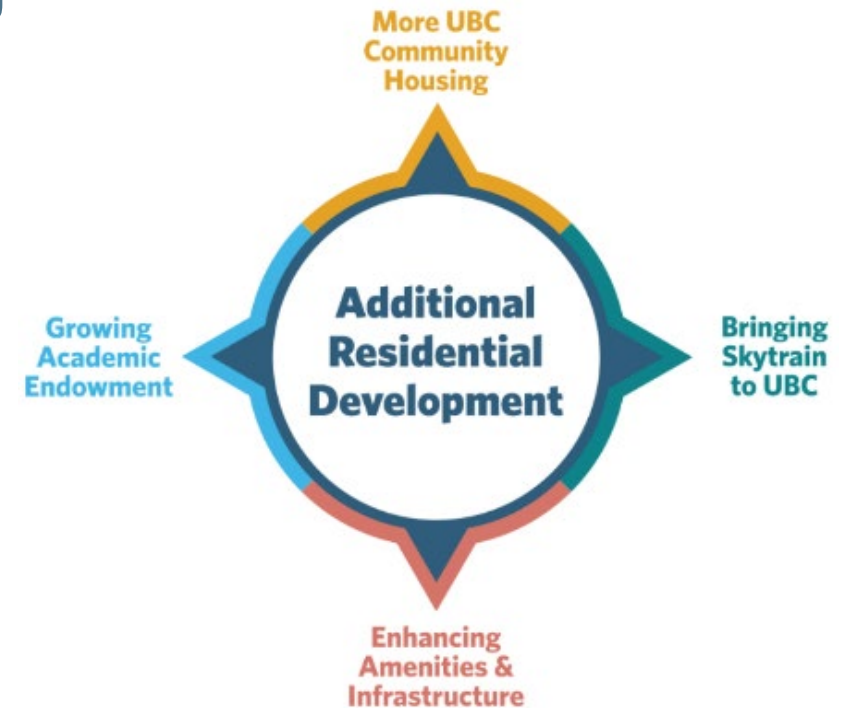 More UBC
Community
Housing
Additional
Residential
Development
Growing
Academic
Endowment
Bringing
Skytrain
to UBC
Enhancing
Amenities &
Infrastructure